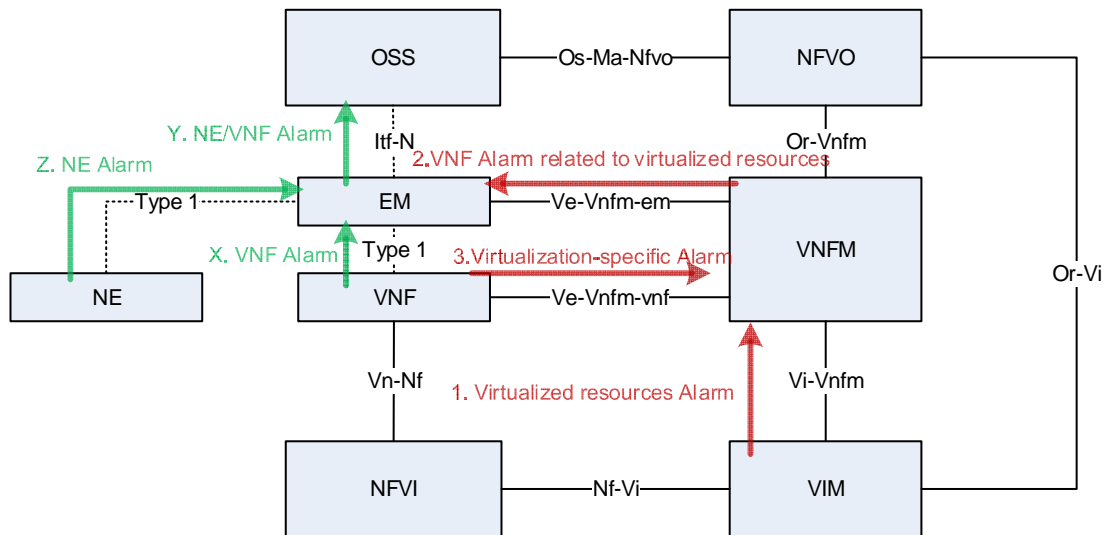 OSS
Os-Ma-Nfvo
NFVO
Y. NE/VNF Alarm
Itf-N
Or-Vnfm
Z. NE Alarm
2.VNF Alarm related to virtualized resources
Type 1
EM
Ve-Vnfm-em
X. VNF Alarm
Type 1
3.Virtualization-specific Alarm
VNFM
Or-Vi
NE
VNF
Ve-Vnfm-vnf
Vn-Nf
1. Virtualized resources Alarm
Vi-Vnfm
NFVI
Nf-Vi
VIM